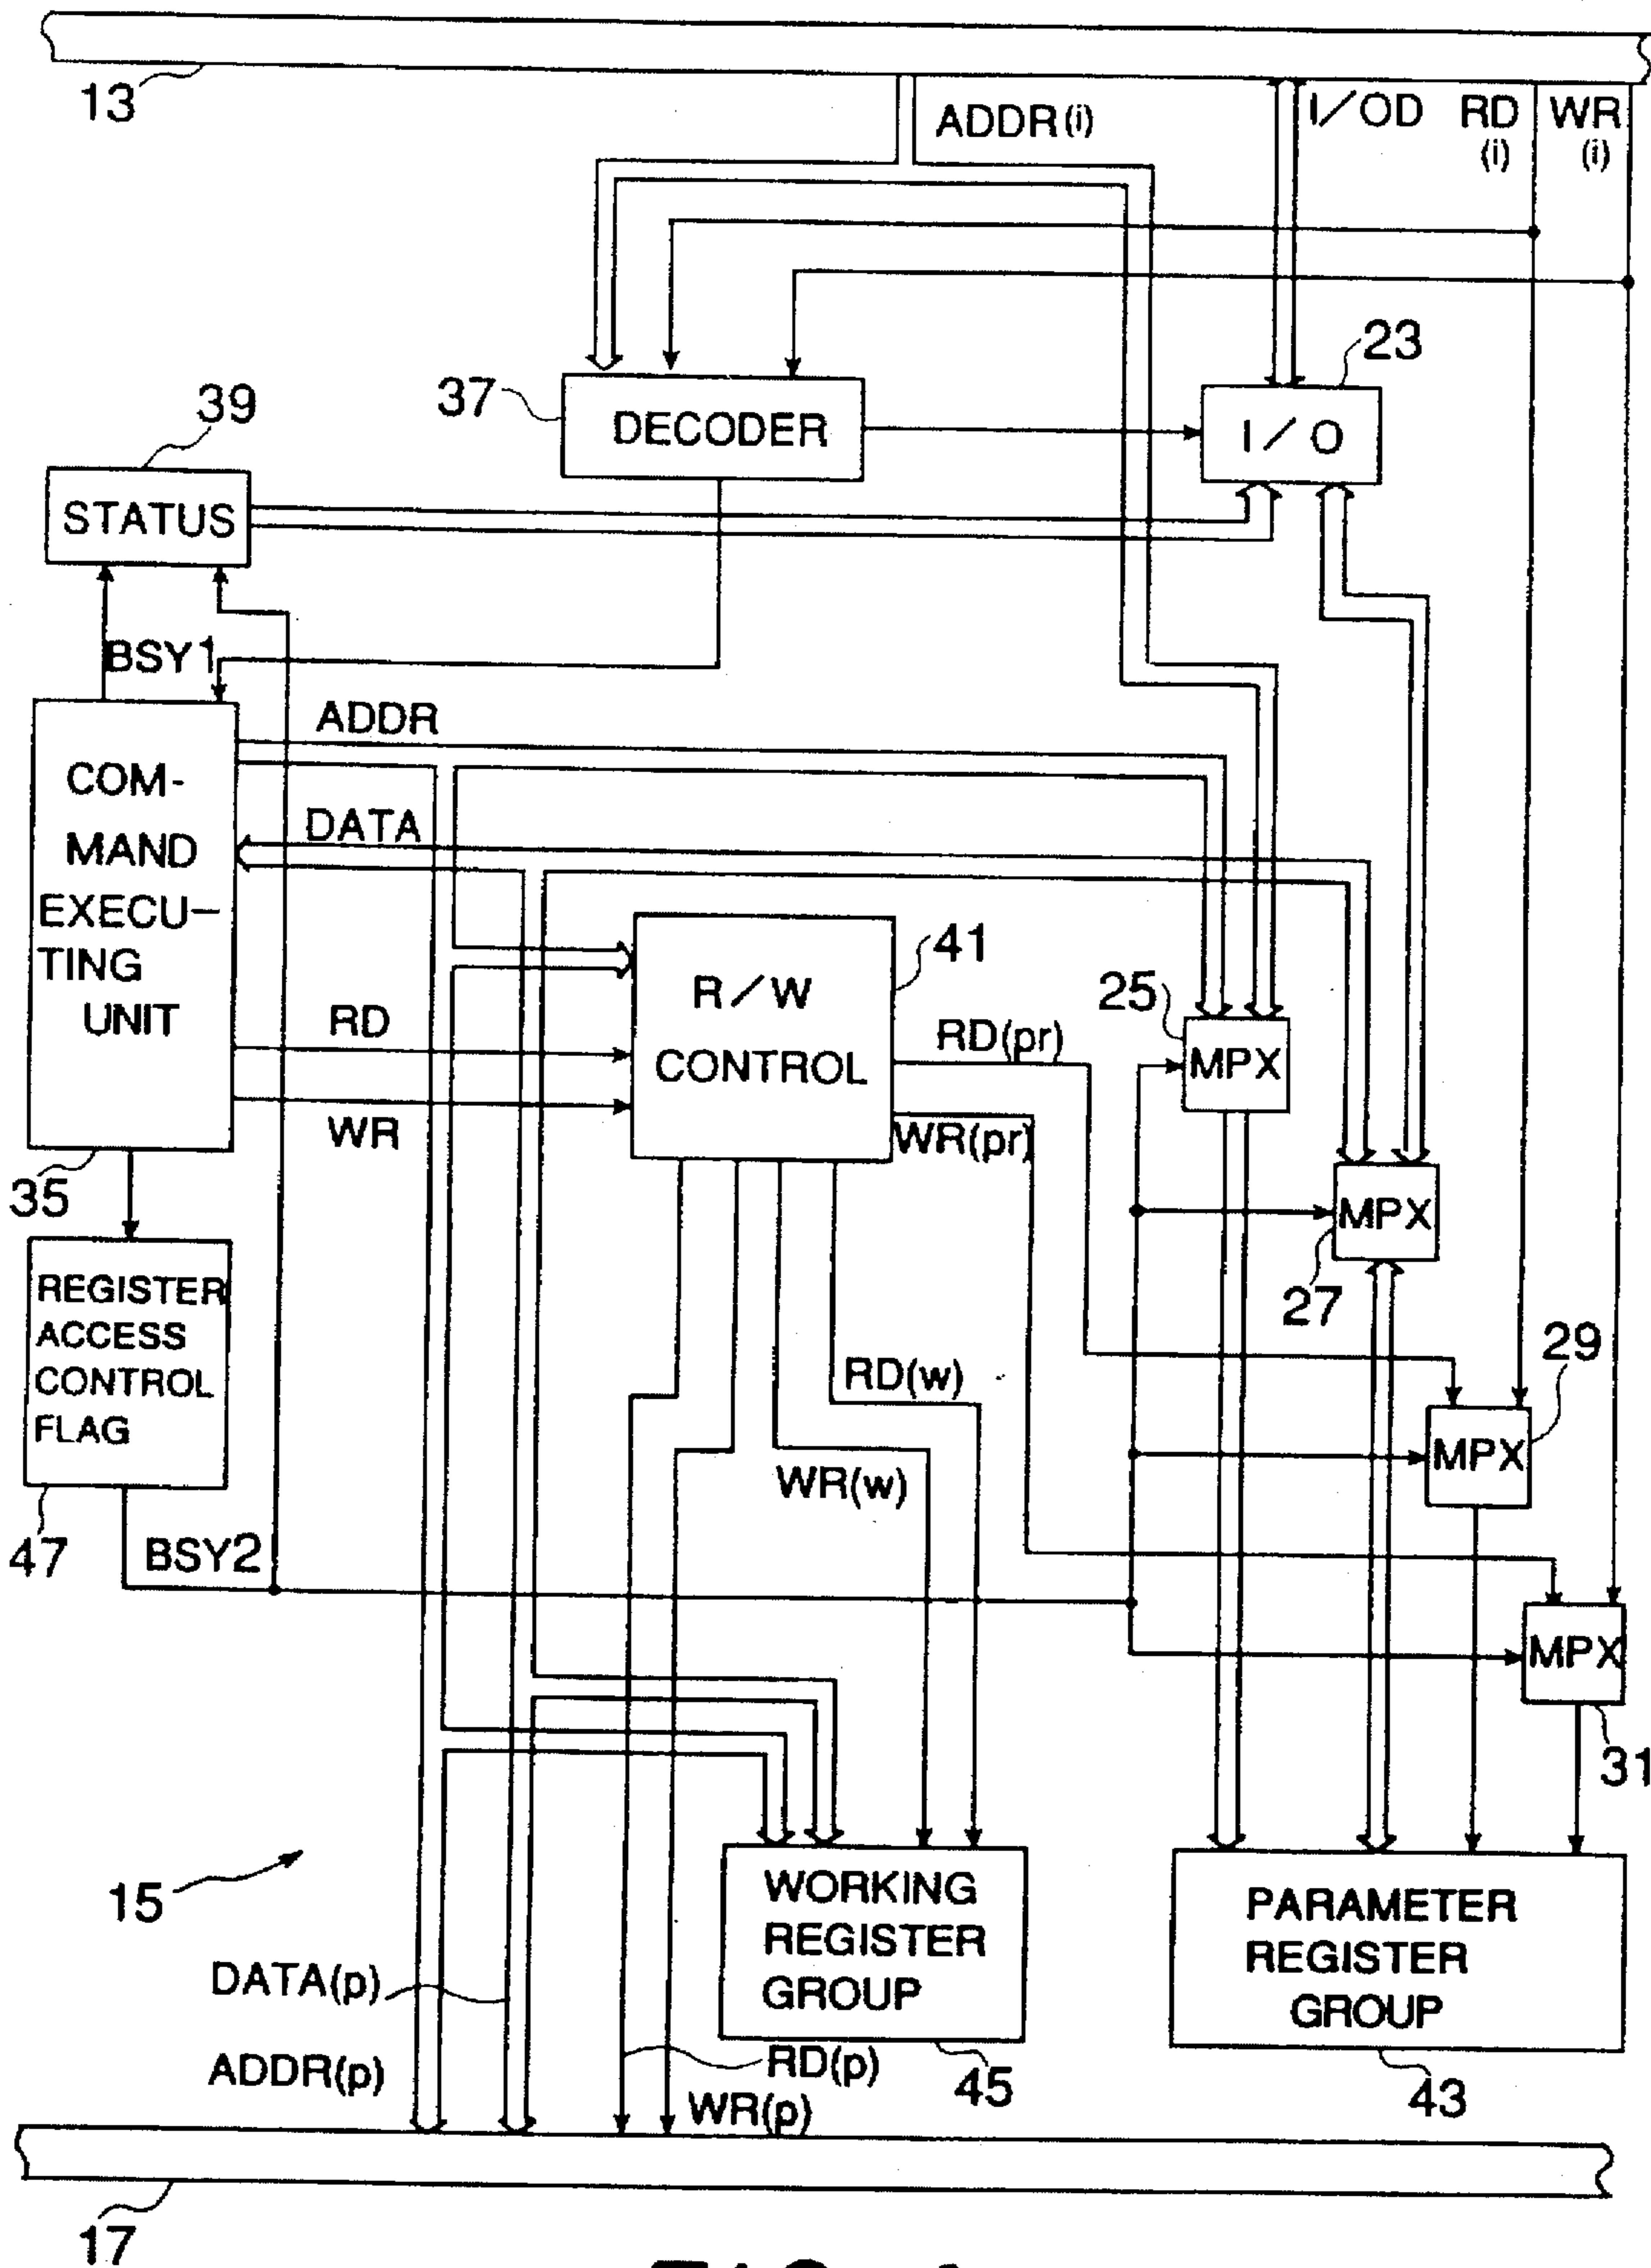 13
ADDR(i)
I/OD
RD
(i)
WR
(i)
23
37
DECODER
I/O
39
STATUS
BSY1
ADDR
COM-
MAND
EXECU-
TING
UNIT
DATA
41
R/W
CONTROL
25
MPX
RD
RD(pr)
WR
WR(pr)
35
MPX
27
REGISTER
ACCESS
CONTROL
FLAG
29
MPX
RD(w)
WR(w)
47
BSY2
MPX
31
15
WORKING
REGISTER
GROUP
PARAMETER
REGISTER
GROUP
DATA(p)
ADDR(p)
RD(p)
WR(p)
45
43
17